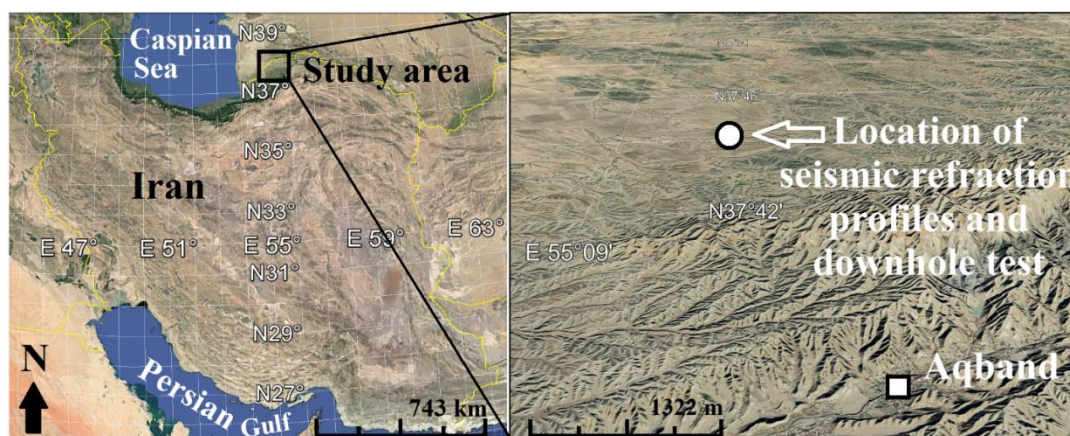 Caspian
Sea
N39°
Study area
N37°
N35°
Iran
N33°
E 47°
E 51°
E 55°
E 59°
E 63°
N31°
N29°
N27°
N
Persian Gulf
743 km
N37°46'
Location of
seismic refraction
profiles and
downhole test
N37°42'
E 55°09'
Aqband
1322 m